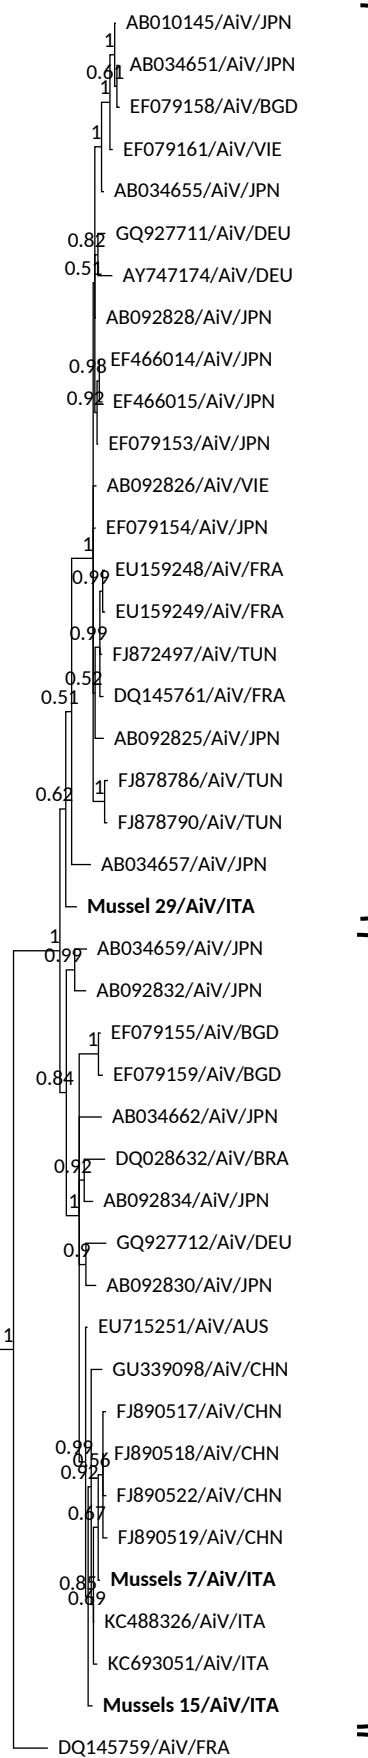 AB010145/AiV/JPN
1
AB034651/AiV/JPN
0.61
1
EF079158/AiV/BGD
1
EF079161/AiV/VIE
AB034655/AiV/JPN
GQ927711/AiV/DEU
0.82
0.51
AY747174/AiV/DEU
AB092828/AiV/JPN
EF466014/AiV/JPN
0.98
0.92
EF466015/AiV/JPN
EF079153/AiV/JPN
AB092826/AiV/VIE
EF079154/AiV/JPN
1
EU159248/AiV/FRA
0.99
EU159249/AiV/FRA
0.99
FJ872497/AiV/TUN
0.52
DQ145761/AiV/FRA
0.51
AB092825/AiV/JPN
FJ878786/AiV/TUN
1
0.62
FJ878790/AiV/TUN
AB034657/AiV/JPN
Mussel 29/AiV/ITA
1
AB034659/AiV/JPN
0.99
AB092832/AiV/JPN
EF079155/AiV/BGD
1
EF079159/AiV/BGD
0.84
AB034662/AiV/JPN
DQ028632/AiV/BRA
0.92
AB092834/AiV/JPN
1
GQ927712/AiV/DEU
0.9
AB092830/AiV/JPN
EU715251/AiV/AUS
1
GU339098/AiV/CHN
FJ890517/AiV/CHN
0.99
FJ890518/AiV/CHN
0.56
0.92
FJ890522/AiV/CHN
0.67
FJ890519/AiV/CHN
Mussels 7/AiV/ITA
0.85
0.69
KC488326/AiV/ITA
KC693051/AiV/ITA
Mussels 15/AiV/ITA
DQ145759/AiV/FRA